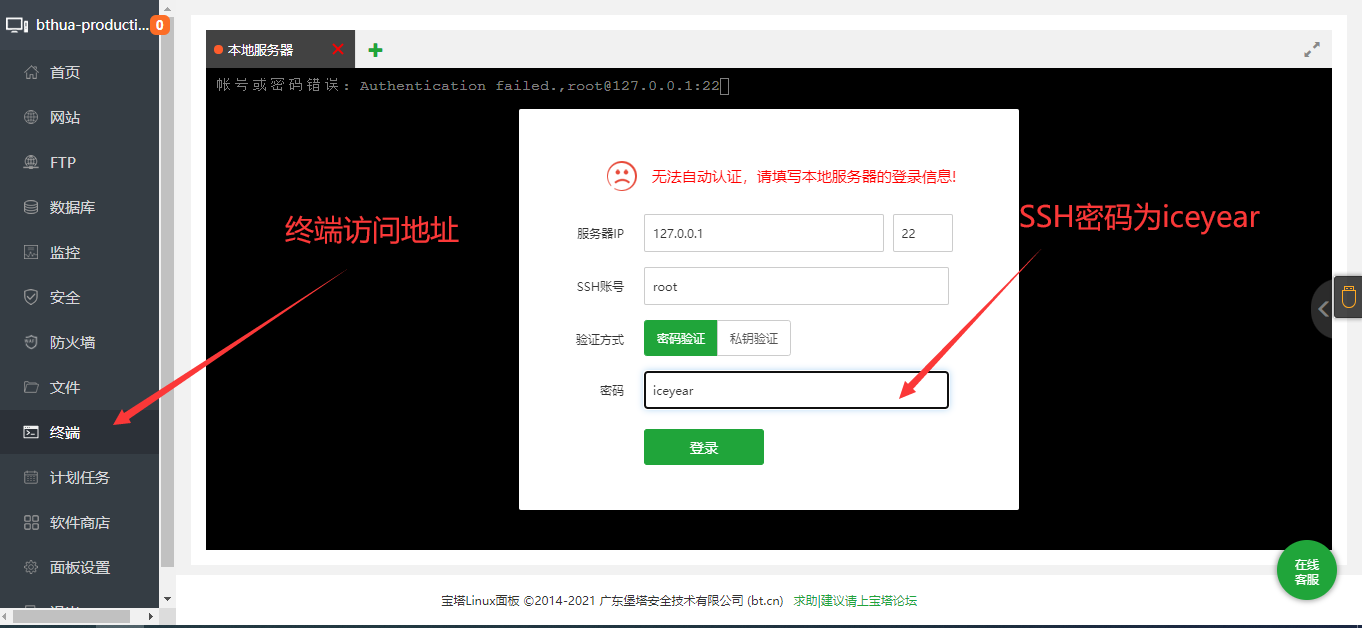 bthua-producti... 0
首页
网站
FTP
数据库
监控
安全
防火墙
文件
终端
计划任务
软件商店
面板设置
本地服务器
帐号或密码错误: Authentication failed.,root@127.0.0.1:22
无法自动认证，请填写本地服务器的登录信息!
服务器IP 127.0.0.1 22
SSH账号 root
验证方式 密码验证 私钥验证
密码 iceyear
登录
终端访问地址
SSH密码为iceyear
在线
客服
宝塔Linux面板 ©2014-2021 广东堡塔安全技术有限公司 (bt.cn) 求助|建议请上宝塔论坛